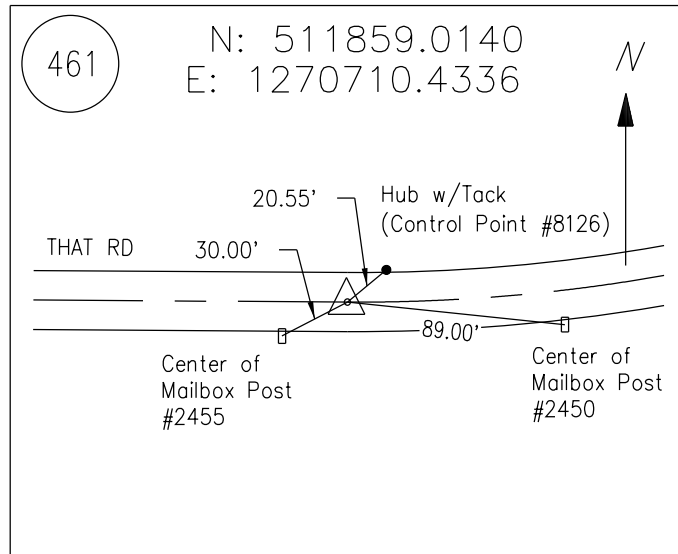 461
N: 511859.0140
E: 1270710.4336
N
20.55'
Hub w/Tack
(Control Point #8126)
THAT RD
30.00'
89.00'
Center of
Mailbox Post
#2455
Center of
Mailbox Post
#2450